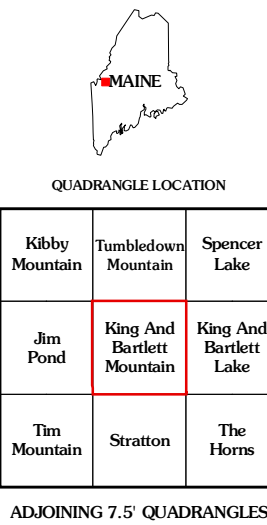 MAINE
QUADRANGLE LOCATION
Kibby
Mountain
Tumbledown
Mountain
Spencer
Lake
Jim
Pond
King And
Bartlett
Mountain
King And
Bartlett
Lake
Tim
Mountain
Stratton
The
Horns
ADJOINING 7.5' QUADRANGLES